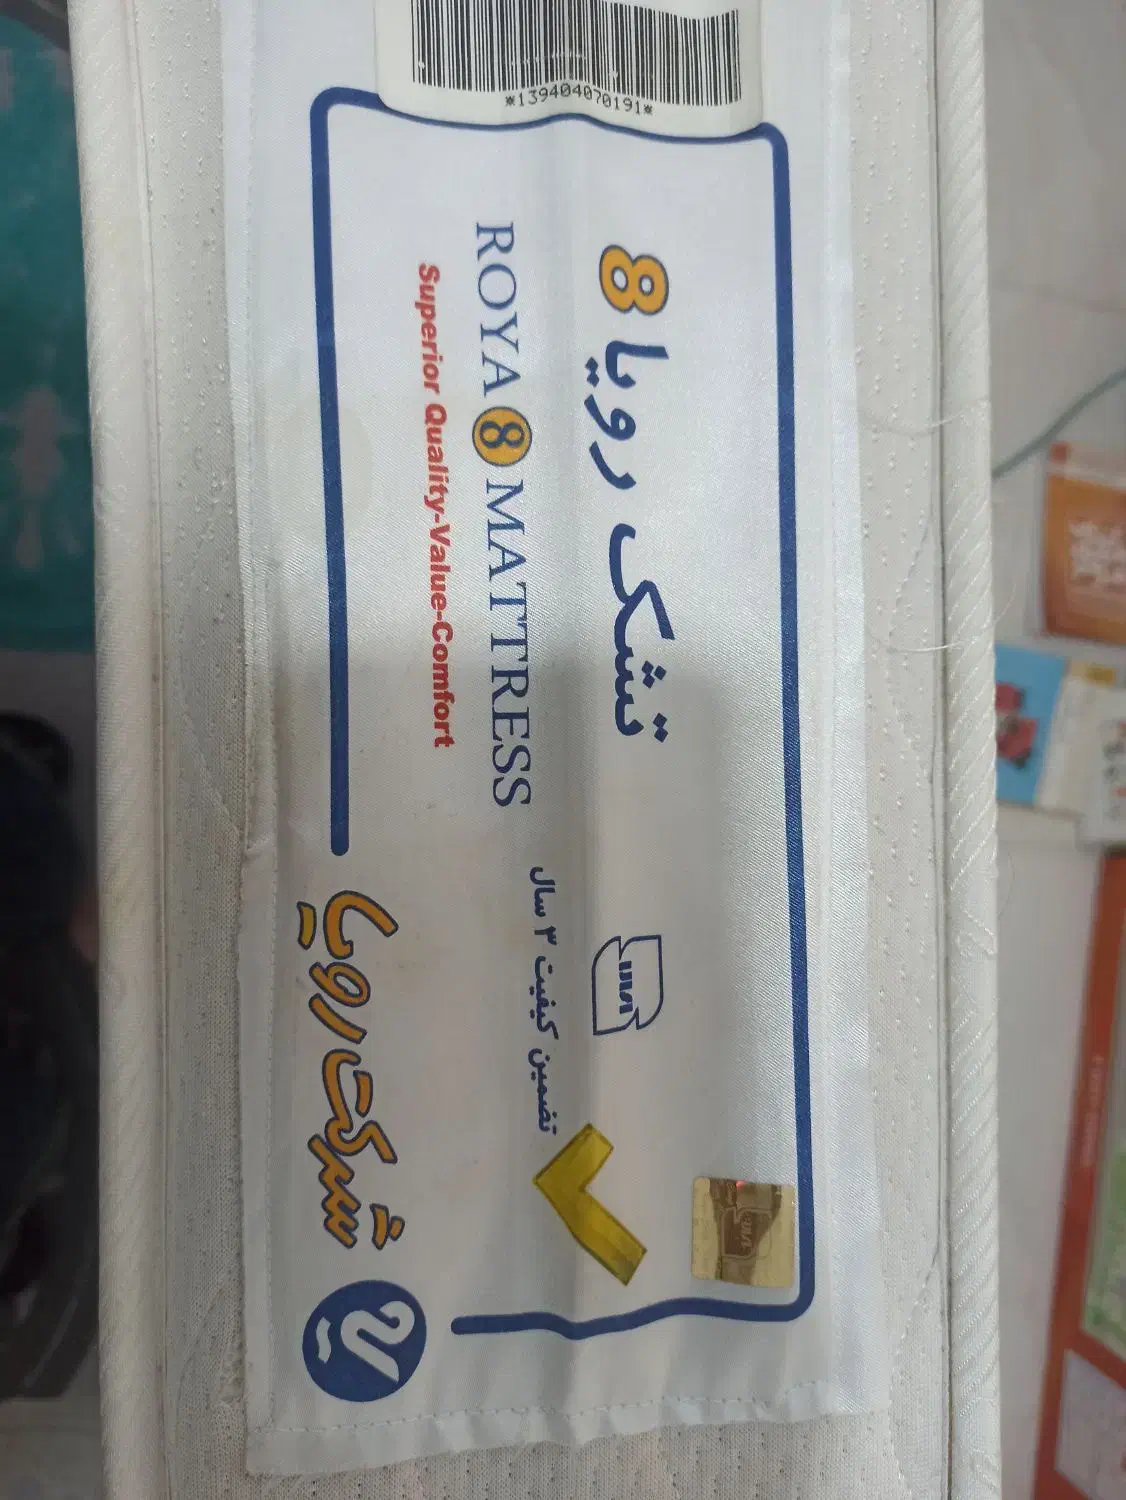 *139404070191*
تشک رویا 8
ROYA 8 MATTRESS
Superior Quality-Value-Comfort
تضمین کیفیت ۳ سال
شرکت رویا